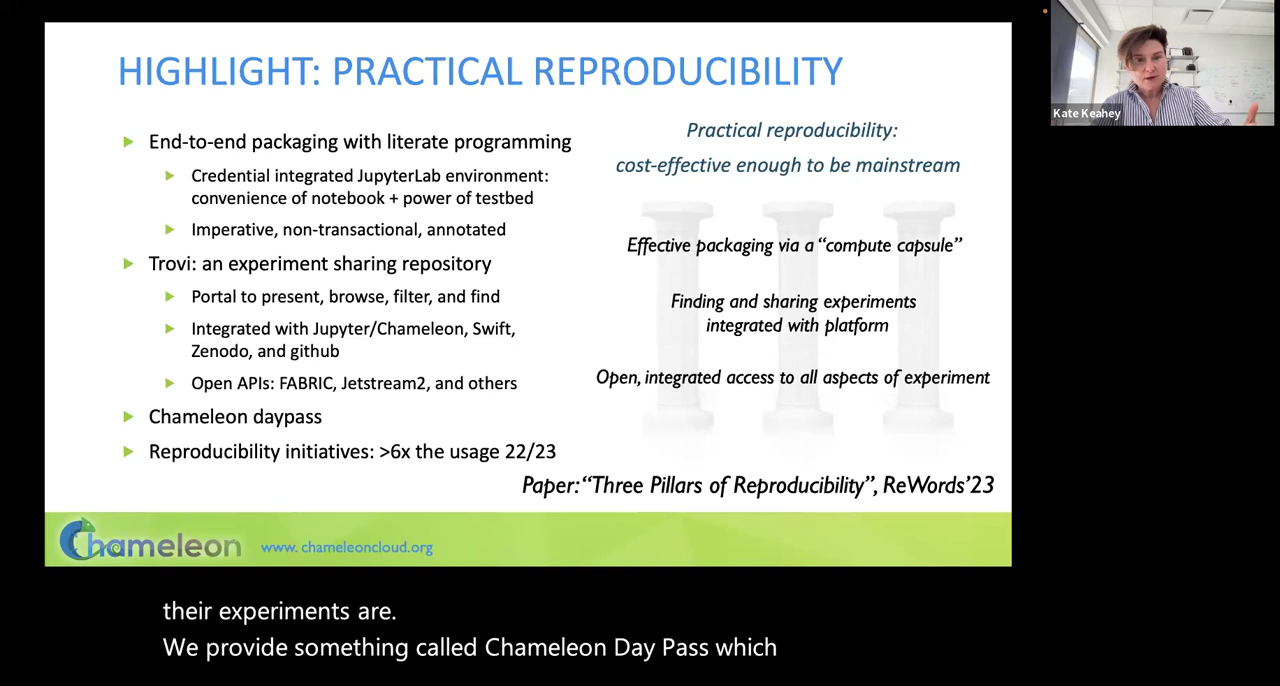 HIGHLIGHT: PRACTICAL REPRODUCIBILITY
End-to-end packaging with literate programming
Credential integrated JupyterLab environment:
convenience of notebook + power of testbed
Imperative, non-transactional, annotated
Trovi: an experiment sharing repository
Portal to present, browse, filter, and find
Integrated with Jupyter/Chameleon, Swift,
Zenodo, and github
Open APIs: FABRIC, Jetstream2, and others
Chameleon daypass
Reproducibility initiatives: >6x the usage 22/23
Practical reproducibility:
cost-effective enough to be mainstream
Effective packaging via a “compute capsule”
Finding and sharing experiments
integrated with platform
Open, integrated access to all aspects of experiment
Paper: “Three Pillars of Reproducibility”, ReWords’23
Chameleon
www. chameleoncloud.org
Kate Keahey
their experiments are.
We provide something called Chameleon Day Pass which